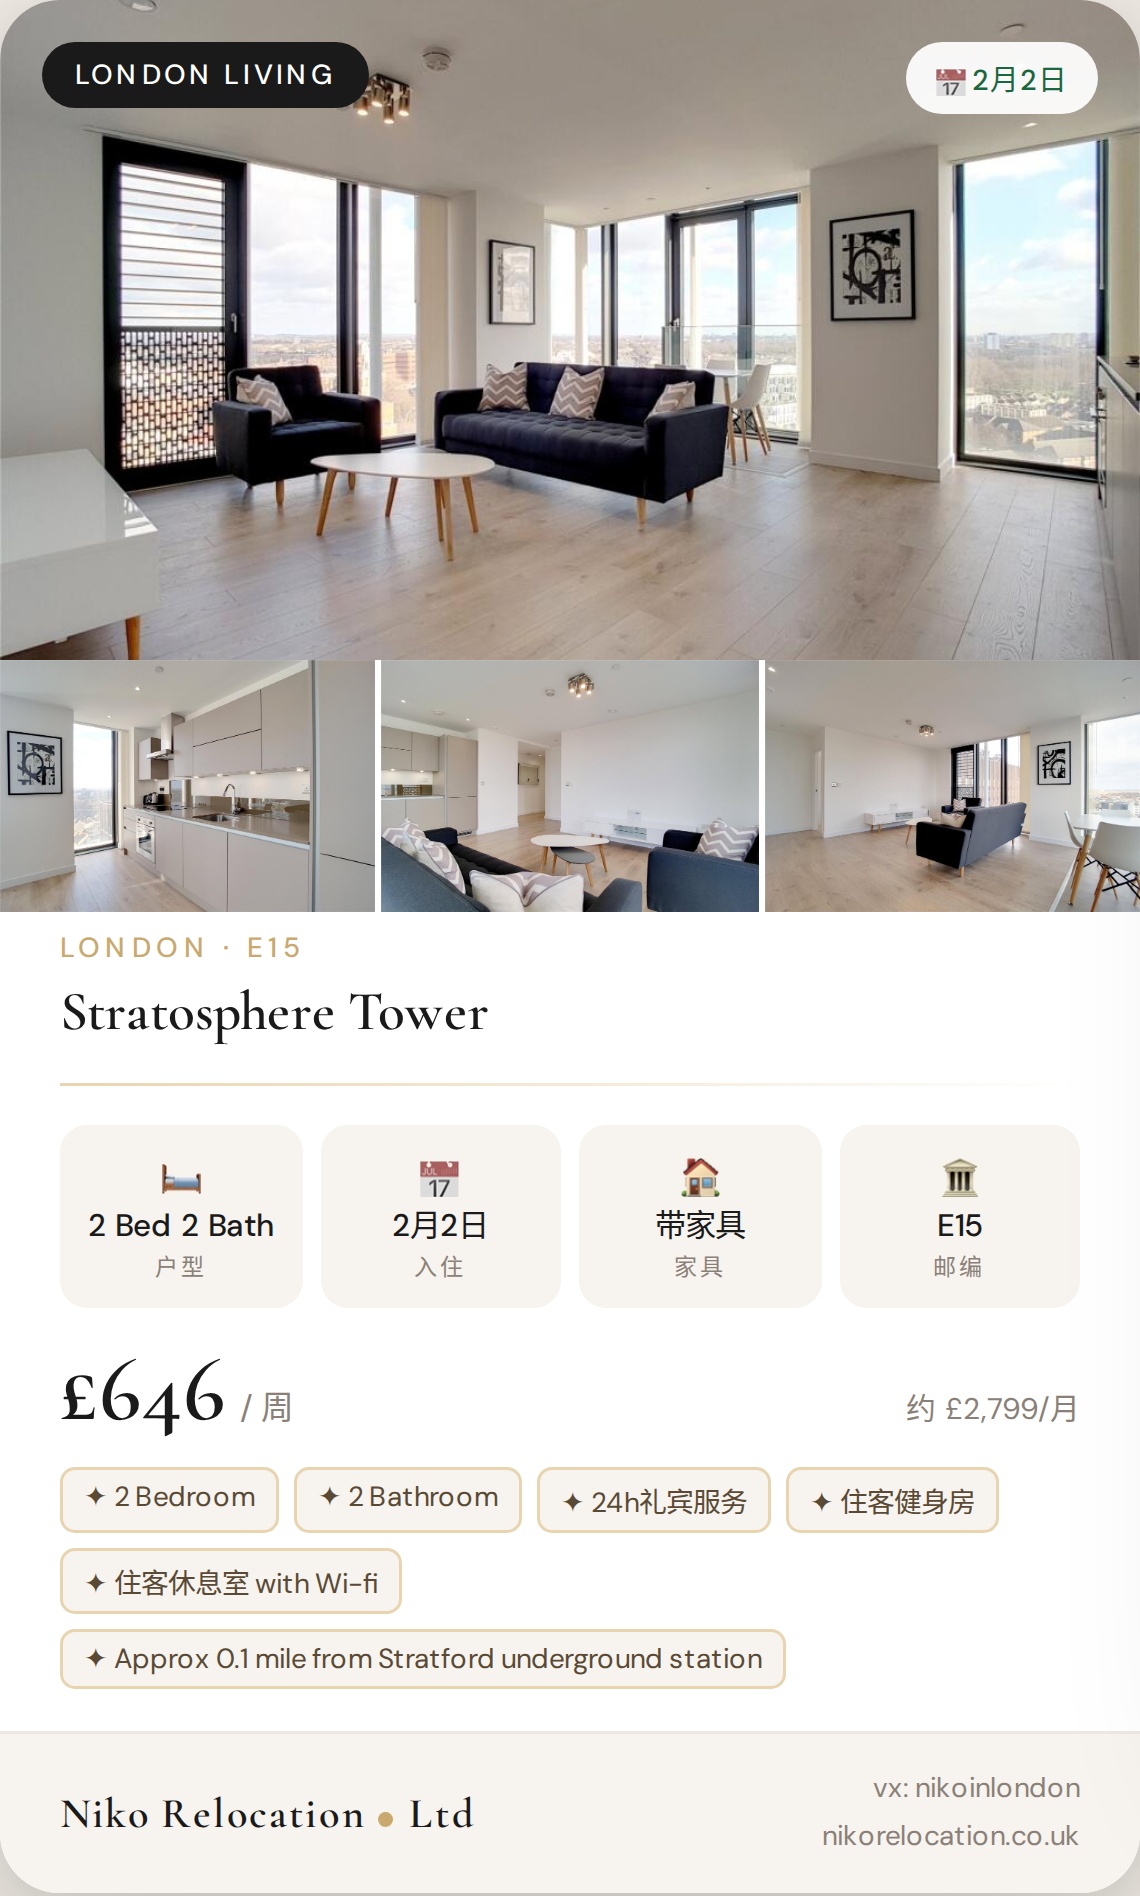 LONDON LIVING
2月2日
LONDON · E15
Stratosphere Tower
2 Bed 2 Bath
户型
2月2日
入住
带家具
家具
E15
邮编
£646 / 周
约 £2,799/月
✦ 2 Bedroom
✦ 2 Bathroom
✦ 24h礼宾服务
✦ 住客健身房
✦ 住客休息室 with Wi-fi
✦ Approx 0.1 mile from Stratford underground station
Niko Relocation ● Ltd
vx: nikoinlondon
nikorelocation.co.uk